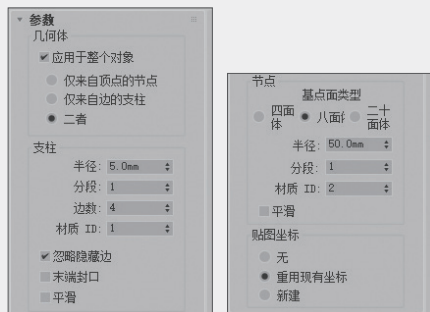 参数
几何体
应用于整个对象
仅来自顶点的节点
仅来自边的支柱
二者
支柱
半径: 5.0mm
分段: 1
边数: 4
材质 ID: 1
忽略隐藏边
末端封口
平滑
节点
基点面类型
四面体 八面 二十面体
半径: 50.0mm
分段: 1
材质 ID: 2
平滑
贴图坐标
无
重用现有坐标
新建